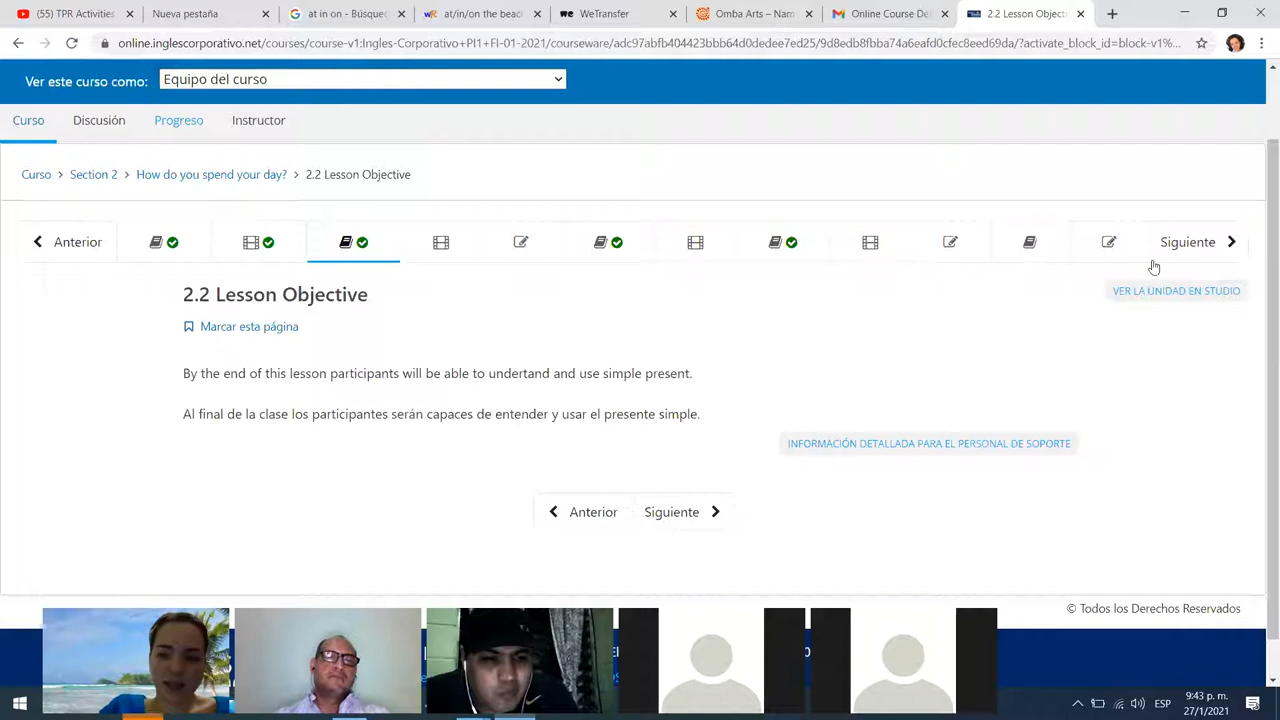 (55) TPR Activities
Nueva pestaña
at in on - Búsque
at/in/on the beac
WeTransfer
Omba Arts – Nam
Online Course De
2.2 Lesson Objecti
online.inglescorporativo.net/courses/course-v1:Ingles-Corporativo+PI1+FI-01-2021/courseware/adc97abfb404423bbb64d0dedee7ed25/9d8edb8fbba74a6eafd0cfec8eed69da/?activate_block_id=block-v1%...
Ver este curso como:
Equipo del curso
Curso
Discusión
Progreso
Instructor
Curso > Section 2 > How do you spend your day? > 2.2 Lesson Objective
Anterior
Siguiente
VER LA UNIDAD EN STUDIO
2.2 Lesson Objective
Marcar esta página
By the end of this lesson participants will be able to undertand and use simple present.
Al final de la clase los participantes serán capaces de entender y usar el presente simple.
INFORMACIÓN DETALLADA PARA EL PERSONAL DE SOPORTE
Anterior
Siguiente
© Todos los Derechos Reservados
ESP
9:43 p. m.
27/1/2021